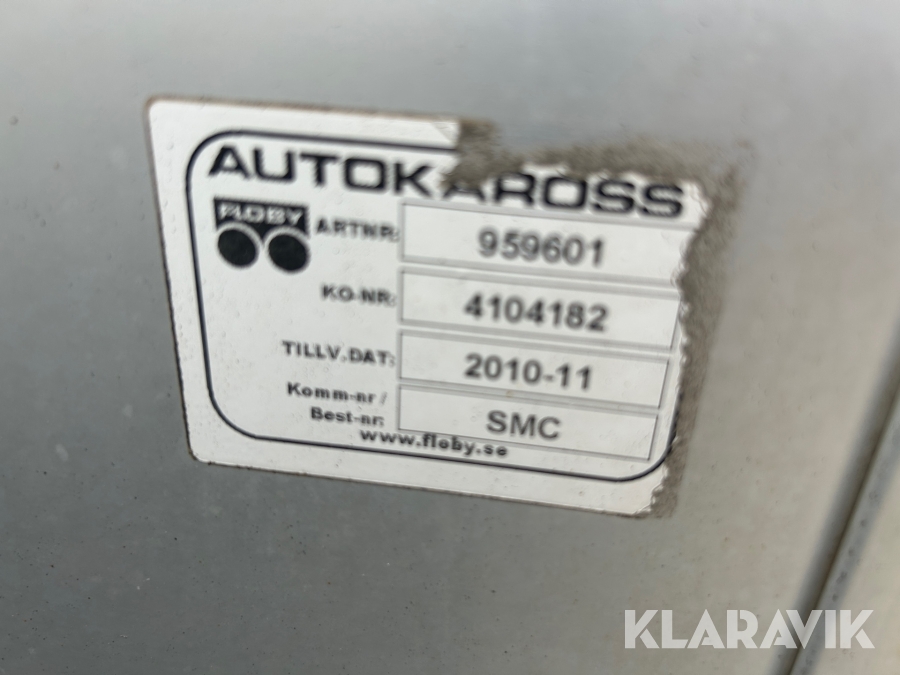 AUTOKAROSS
FLOBY
ARTNR: 959601
KO-NR: 4104182
TILLV.DAT: 2010-11
Komm-nr /
Best-nr: SMC
www.floby.se
KLARAVIK